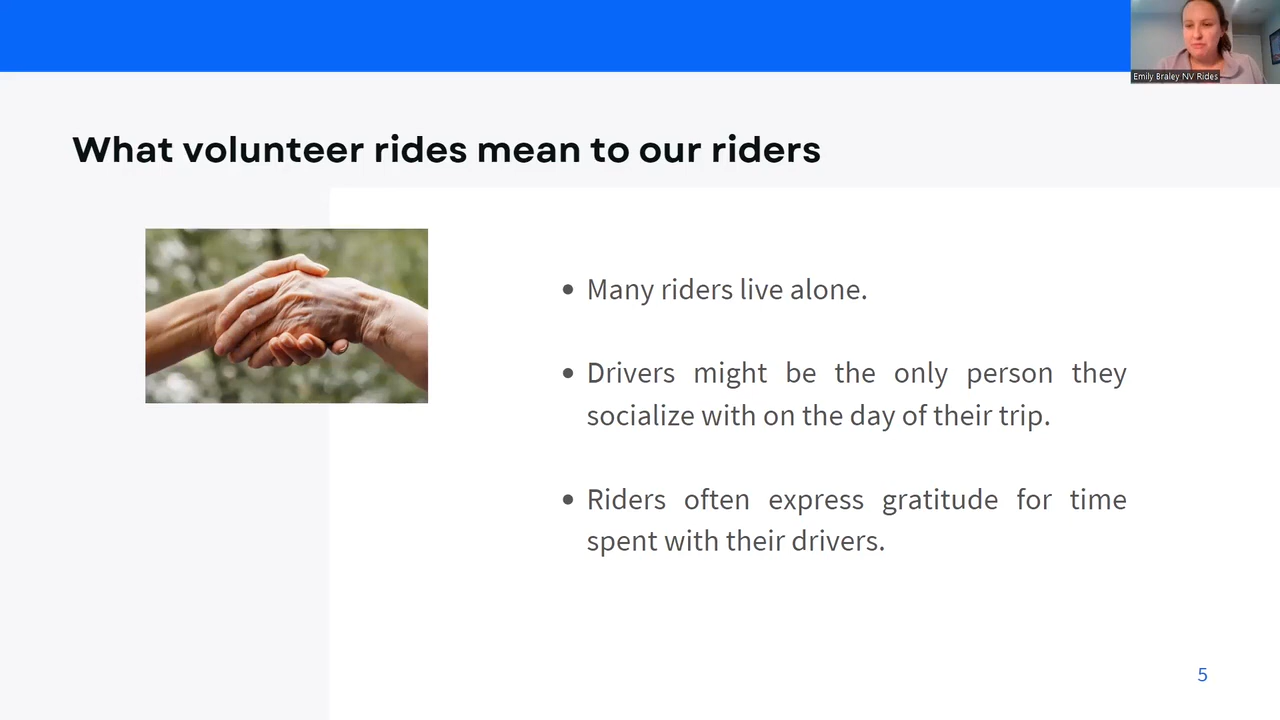 Emily Braley NV Rides
What volunteer rides mean to our riders
• Many riders live alone.
• Drivers might be the only person they
socialize with on the day of their trip.
• Riders often express gratitude for time
spent with their drivers.
5